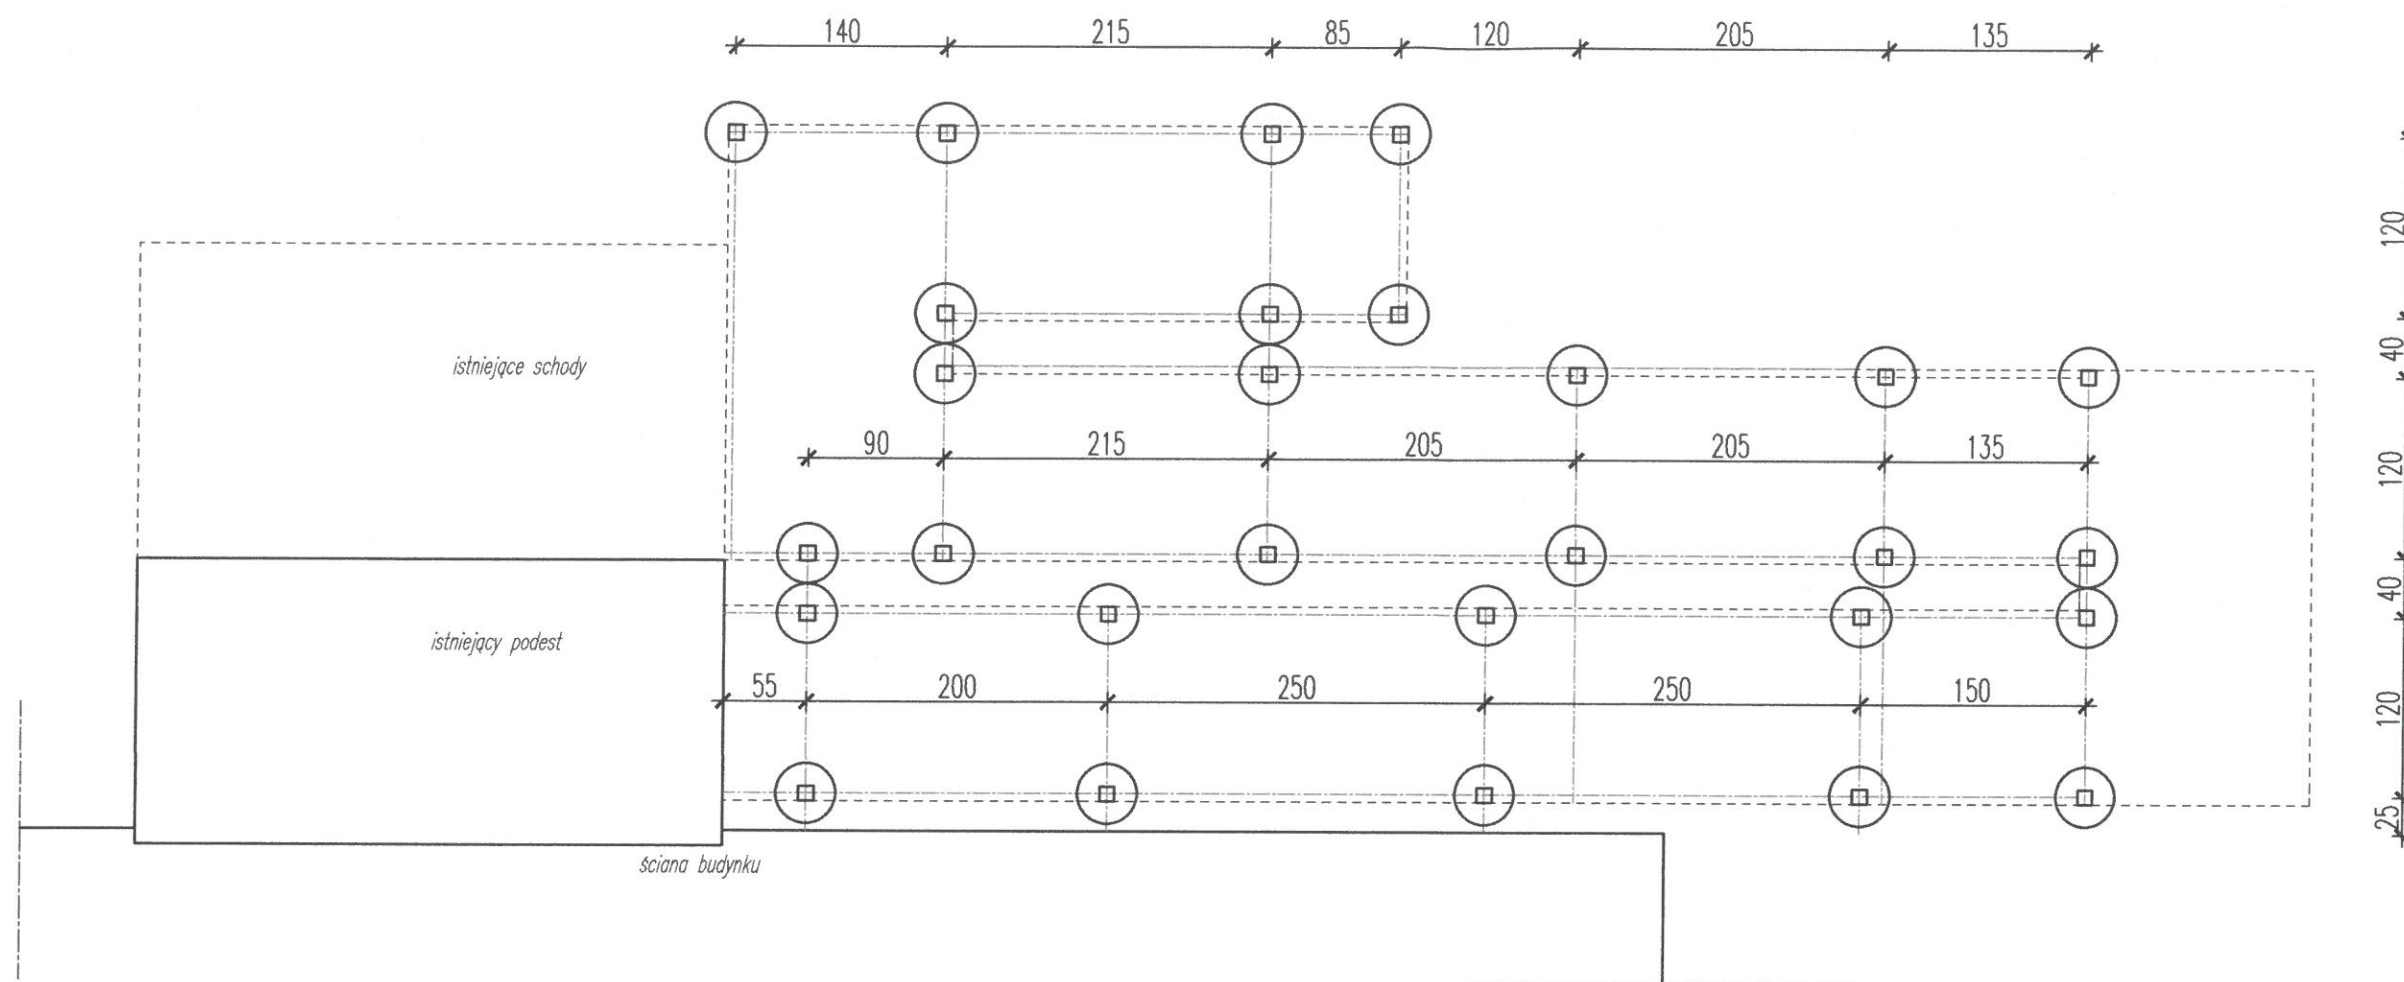 140 215 85 120 205 135
120
istniejące schody
40
90 215 205 205 135
120
40
istniejący podest
55 200 250 250 150
120
25
ściana budynku